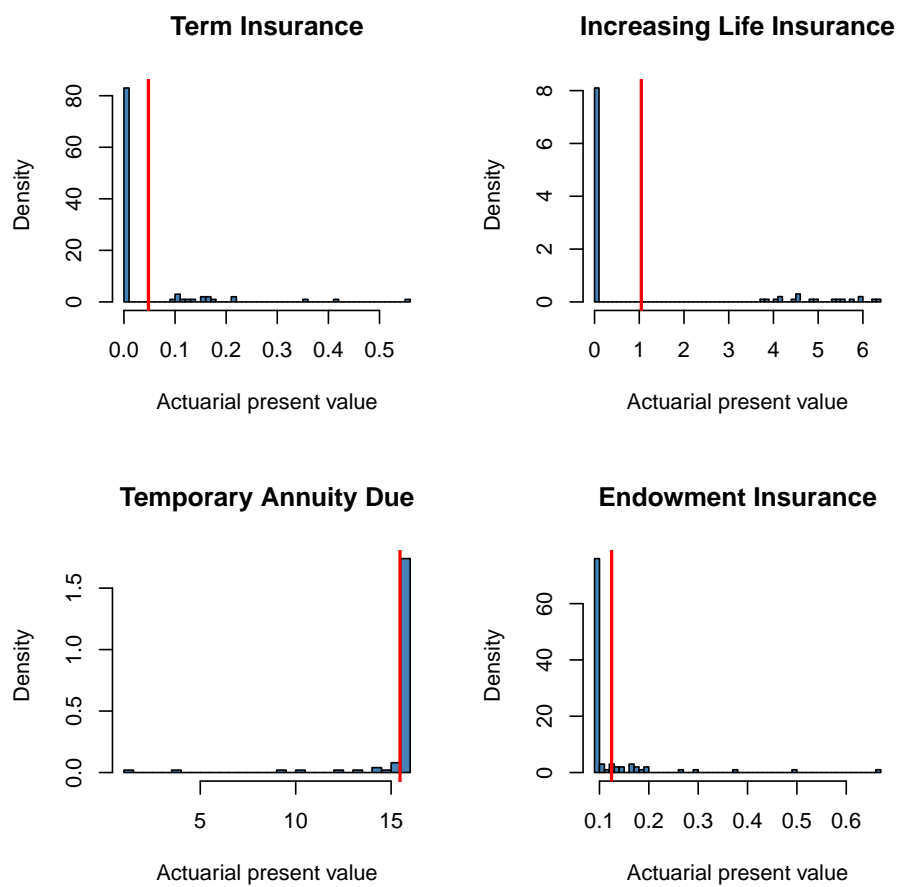 Term Insurance
Density
0 20 40 60 80
0.0 0.1 0.2 0.3 0.4 0.5
Actuarial present value
Increasing Life Insurance
Density
0 2 4 6 8
0 1 2 3 4 5 6
Actuarial present value
Temporary Annuity Due
Density
0.0 0.5 1.0 1.5
5 10 15
Actuarial present value
Endowment Insurance
Density
0 20 40 60
0.1 0.2 0.3 0.4 0.5 0.6
Actuarial present value